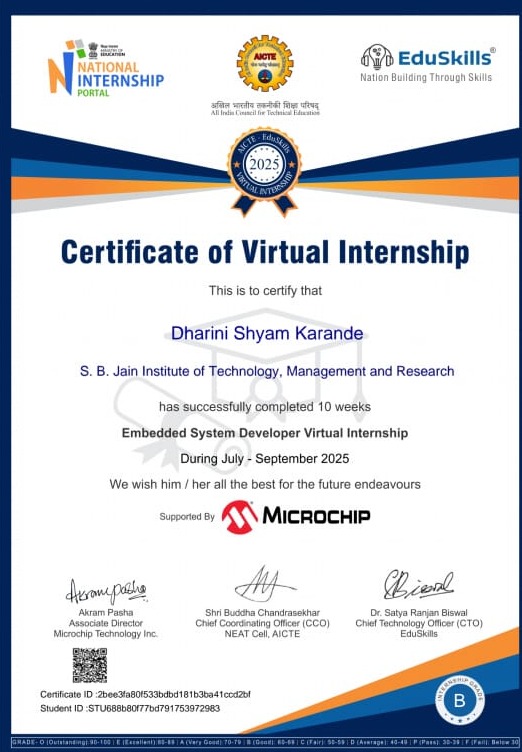 MINISTRY OF
EDUCATION
NATIONAL
INTERNSHIP
PORTAL
AICTE
अखिल भारतीय तकनीकी शिक्षा परिषद्
All India Council for Technical Education
EduSkills®
Nation Building Through Skills
AICTE - EduSkills
2025
VIRTUAL INTERNSHIP
Certificate of Virtual Internship
This is to certify that
Dharini Shyam Karande
S. B. Jain Institute of Technology, Management and Research
has successfully completed 10 weeks
Embedded System Developer Virtual Internship
During July - September 2025
We wish him / her all the best for the future endeavours
Supported By MICROCHIP
Akram Pasha
Associate Director
Microchip Technology Inc.
Shri Buddha Chandrasekhar
Chief Coordinating Officer (CCO)
NEAT Cell, AICTE
Dr. Satya Ranjan Biswal
Chief Technology Officer (CTO)
EduSkills
Certificate ID :2bee3fa80f533bdbd181b3ba41ccd2bf
Student ID :STU688b80f77bd791753972983
INTERNSHIP GRADE
B
GRADE- O (Outstanding):90-100 | E (Excellent):80-89 | A (Very Good):70-79 | B (Good): 60-69 | C (Fair): 50-59 | D (Average): 40-49 | P (Pass): 30-39 | F (Fail): Below 30